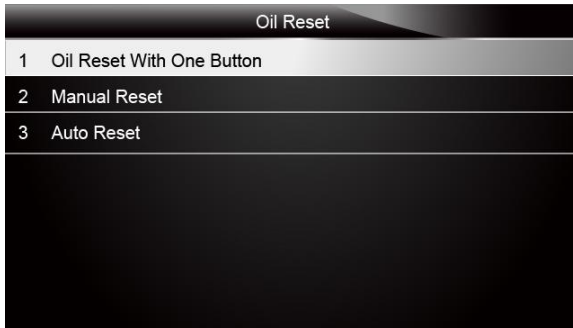 Oil Reset
1 Oil Reset With One Button
2 Manual Reset
3 Auto Reset